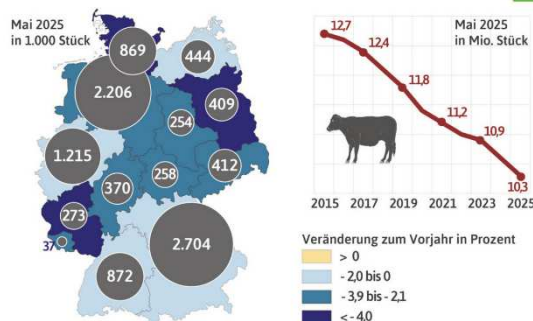 Mai 2025
in 1.000 Stück
869
444
2.206
409
254
1.215
412
258
370
273
37
2.704
872
Mai 2025
in Mio. Stück
12,7
12,4
11,8
11,2
10,9
10,3
2015 2017 2019 2021 2023 2025
Veränderung zum Vorjahr in Prozent
> 0
- 2,0 bis 0
- 3,9 bis - 2,1
< - 4,0